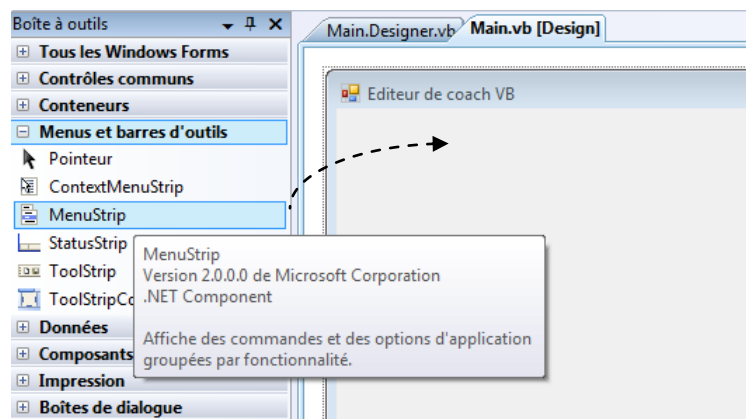 Boîte à outils
Main.Designer.vb
Main.vb [Design]
Tous les Windows Forms
Contrôles communs
Conteneurs
Menus et barres d'outils
Pointeur
ContextMenuStrip
MenuStrip
StatusStrip
ToolStrip
ToolStripCo
Données
Composants
Impression
Boîtes de dialogue
Editeur de coach VB
MenuStrip
Version 2.0.0.0 de Microsoft Corporation
.NET Component
Affiche des commandes et des options d'application
groupées par fonctionnalité.